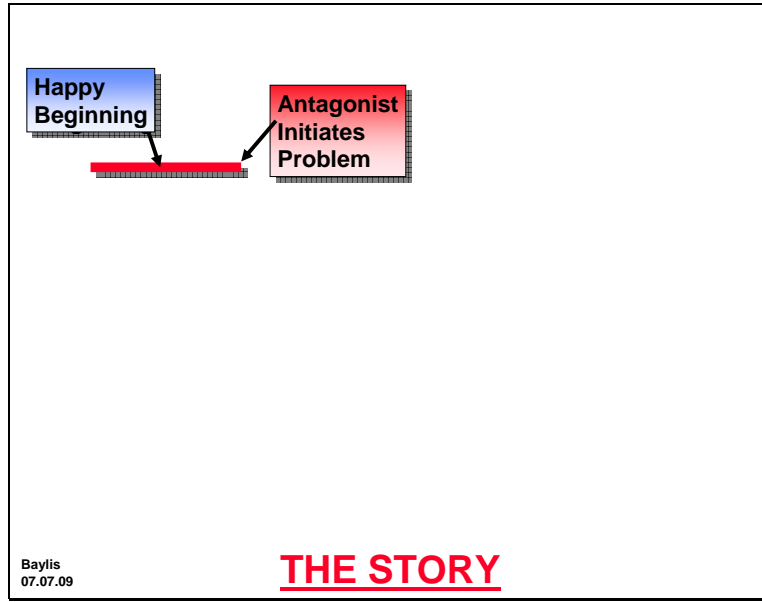 Happy
Beginning
Antagonist
Initiates
Problem
Baylis
07.07.09
THE STORY